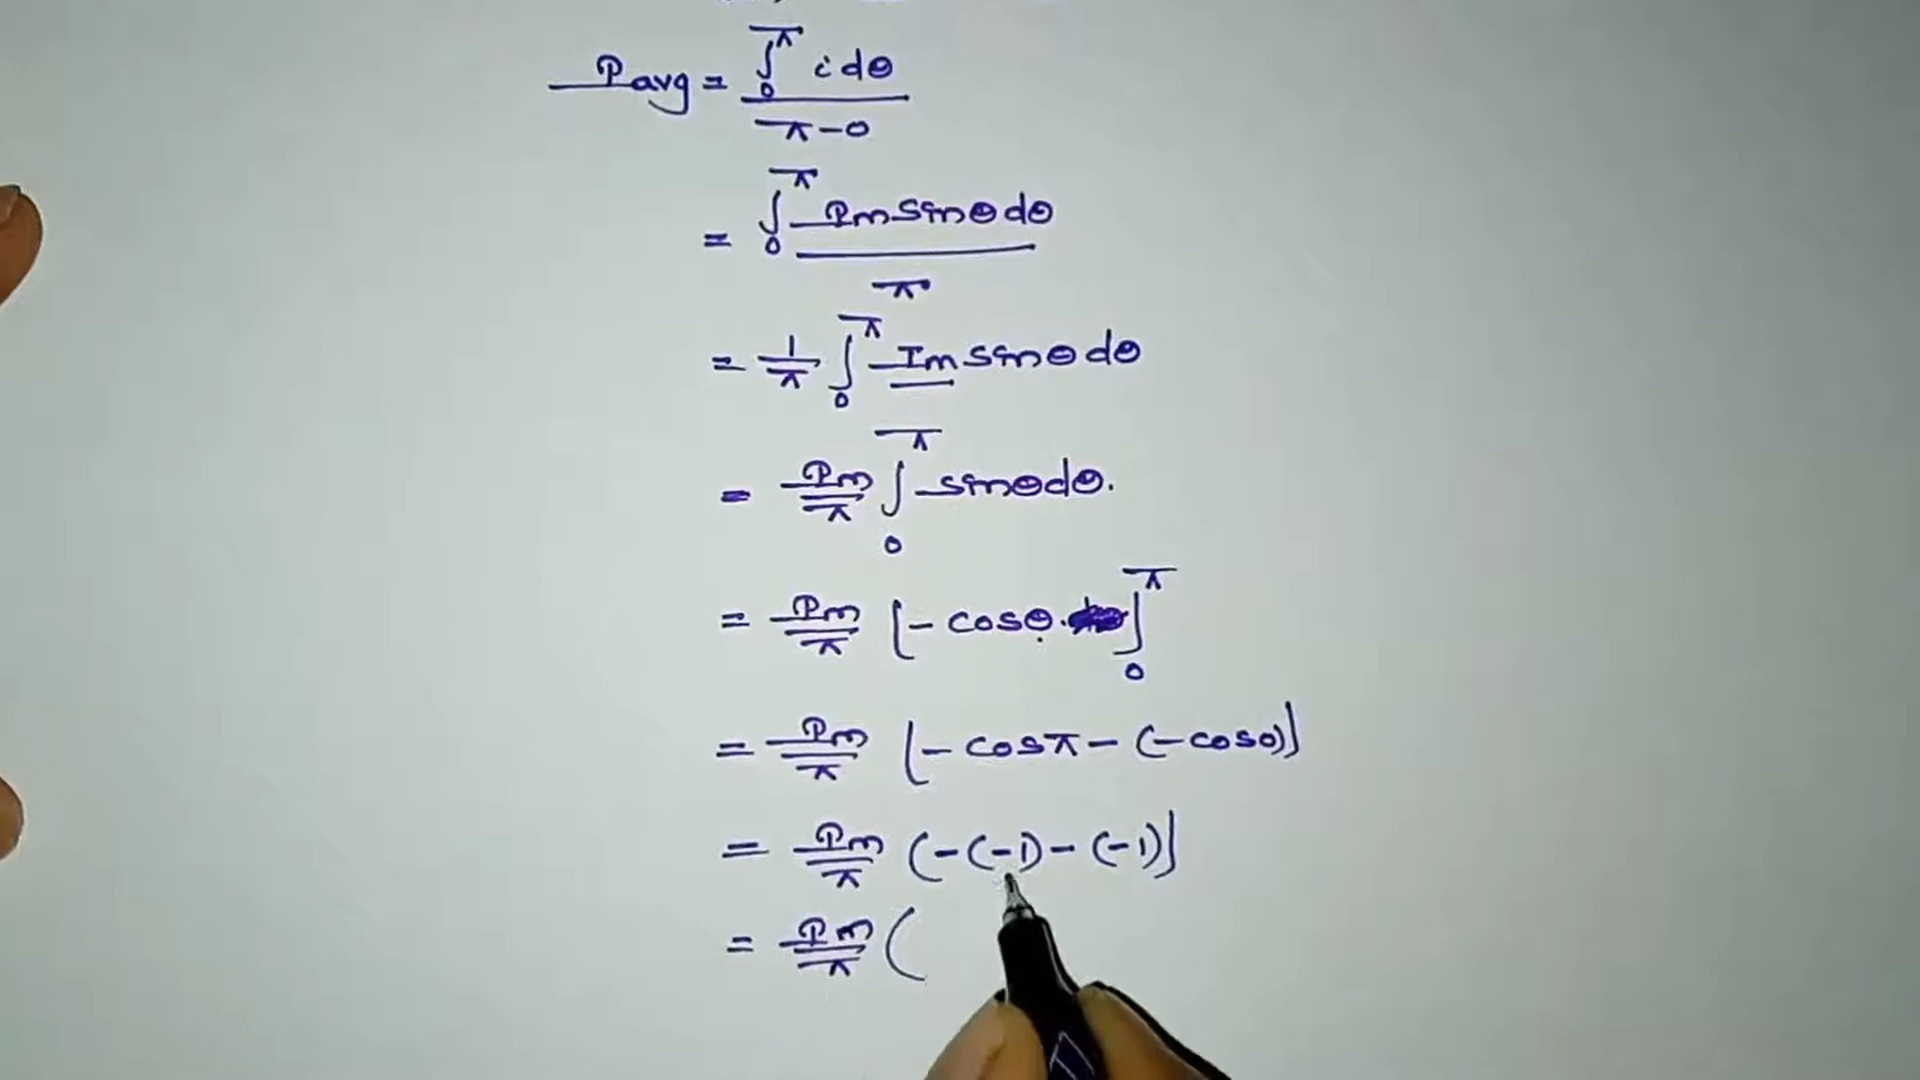 Iavg = ∫₀^π i dθ / π-0
= ∫₀^π Im sinθ dθ / π
= 1/π ∫₀^π Im sinθ dθ
= Im/π ∫₀^π sinθ dθ.
= Im/π [-cosθ.]₀^π
= Im/π [-cosπ-(-cos0)]
= Im/π (-(-1)-(-1)]
= Im/π (